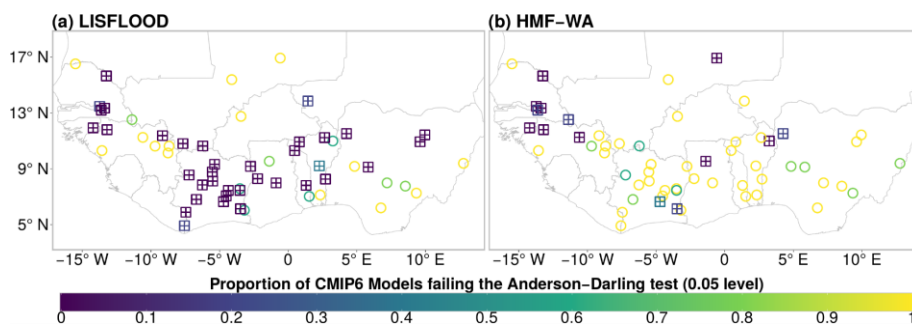 (a) LISFLOOD
(b) HMF−WA
17° N
13° N
9° N
5° N
−15° W −10° W −5° W 0 5° E 10° E
−15° W −10° W −5° W 0 5° E 10° E
Proportion of CMIP6 Models failing the Anderson−Darling test (0.05 level)
0 0.1 0.2 0.3 0.4 0.5 0.6 0.7 0.8 0.9 1